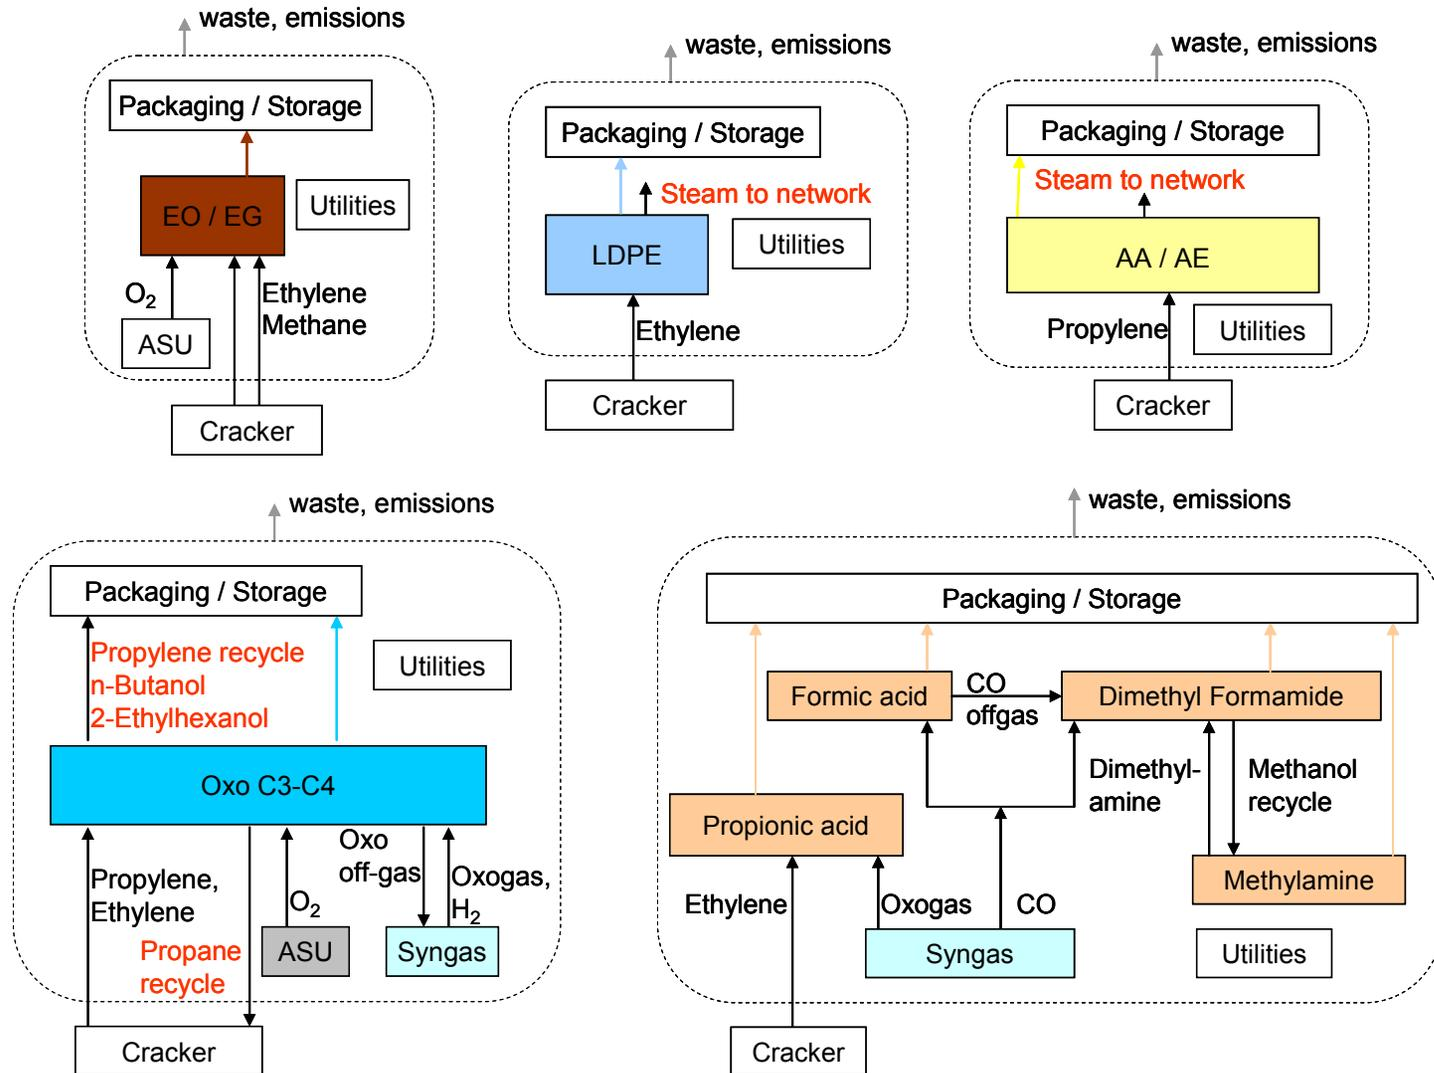 waste, emissions
Packaging / Storage
EO / EG
Utilities
O2
Ethylene
Methane
ASU
Cracker
waste, emissions
Packaging / Storage
Steam to network
LDPE
Utilities
Ethylene
Cracker
waste, emissions
Packaging / Storage
Steam to network
AA / AE
Propylene
Utilities
Cracker
waste, emissions
Packaging / Storage
Propylene recycle
n-Butanol
2-Ethylhexanol
Utilities
Oxo C3-C4
Propylene,
Ethylene
Propane
recycle
O2
ASU
Oxo
off-gas
Oxogas,
H2
Syngas
Cracker
waste, emissions
Packaging / Storage
Formic acid
CO
offgas
Dimethyl Formamide
Propionic acid
Dimethyl-
amine
Methanol
recycle
Methylamine
Ethylene
Oxogas
CO
Syngas
Utilities
Cracker